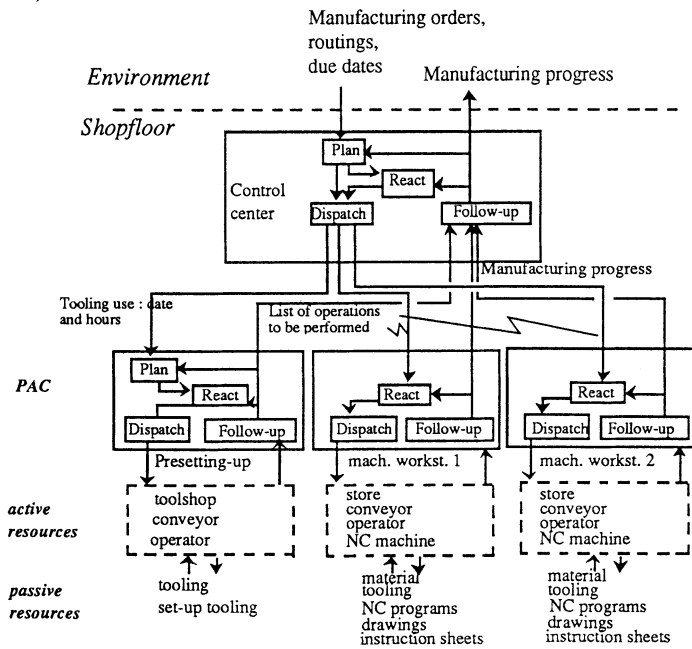 Manufacturing orders,
routings,
due dates
Environment
Manufacturing progress
Shopfloor
Plan
React
Control
center
Dispatch
Follow-up
Manufacturing progress
Tooling use : date
and hours
List of operations
to be performed
PAC
Plan
React
Dispatch
Follow-up
Presetting-up
React
Dispatch
Follow-up
mach. workst. 1
React
Dispatch
Follow-up
mach. workst. 2
active
resources
toolshop
conveyor
operator
store
conveyor
operator
NC machine
store
conveyor
operator
NC machine
passive
resources
tooling
set-up tooling
material
tooling
NC programs
drawings
instruction sheets
material
tooling
NC programs
drawings
instruction sheets